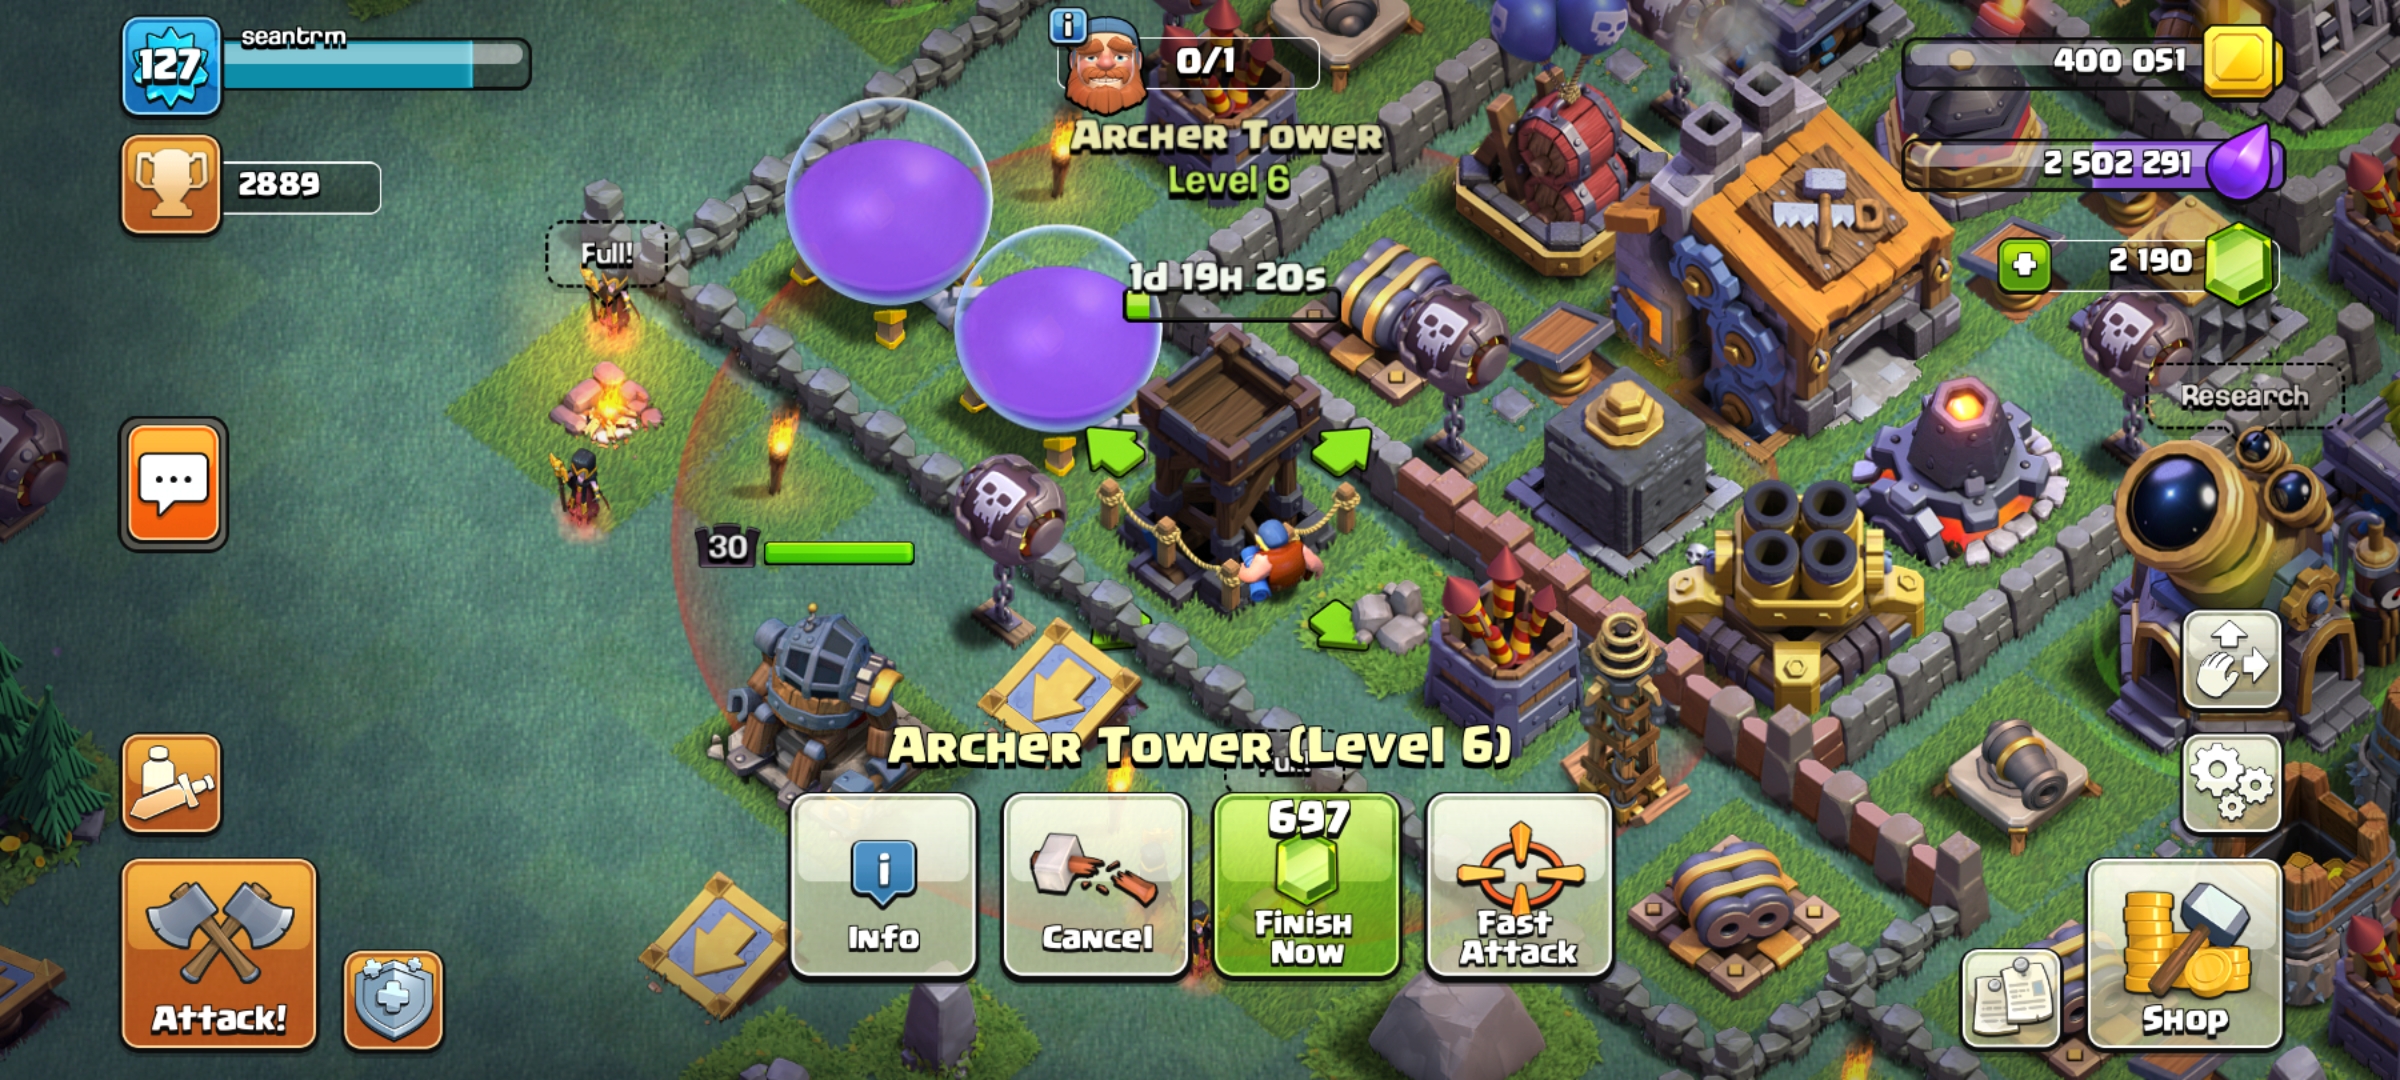 127
seantrm
0/1
400 051
Archer Tower
Level 6
2 502 291
2889
Full!
1d 19H 20s
2 190
Research
30
Archer Tower (Level 6)
Full!
697
Info
Cancel
Finish
Now
Fast
Attack
Attack!
Shop